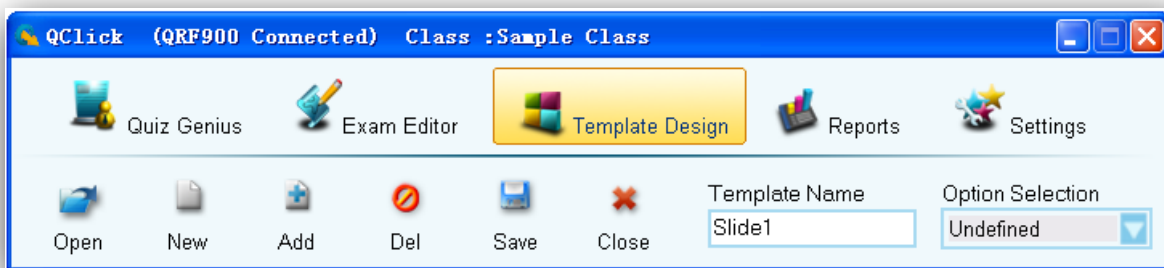 QClick (QRF900 Connected) Class :Sample Class
Quiz Genius Exam Editor Template Design Reports Settings
Template Name Option Selection
Slide1 Undefined
Open New Add Del Save Close